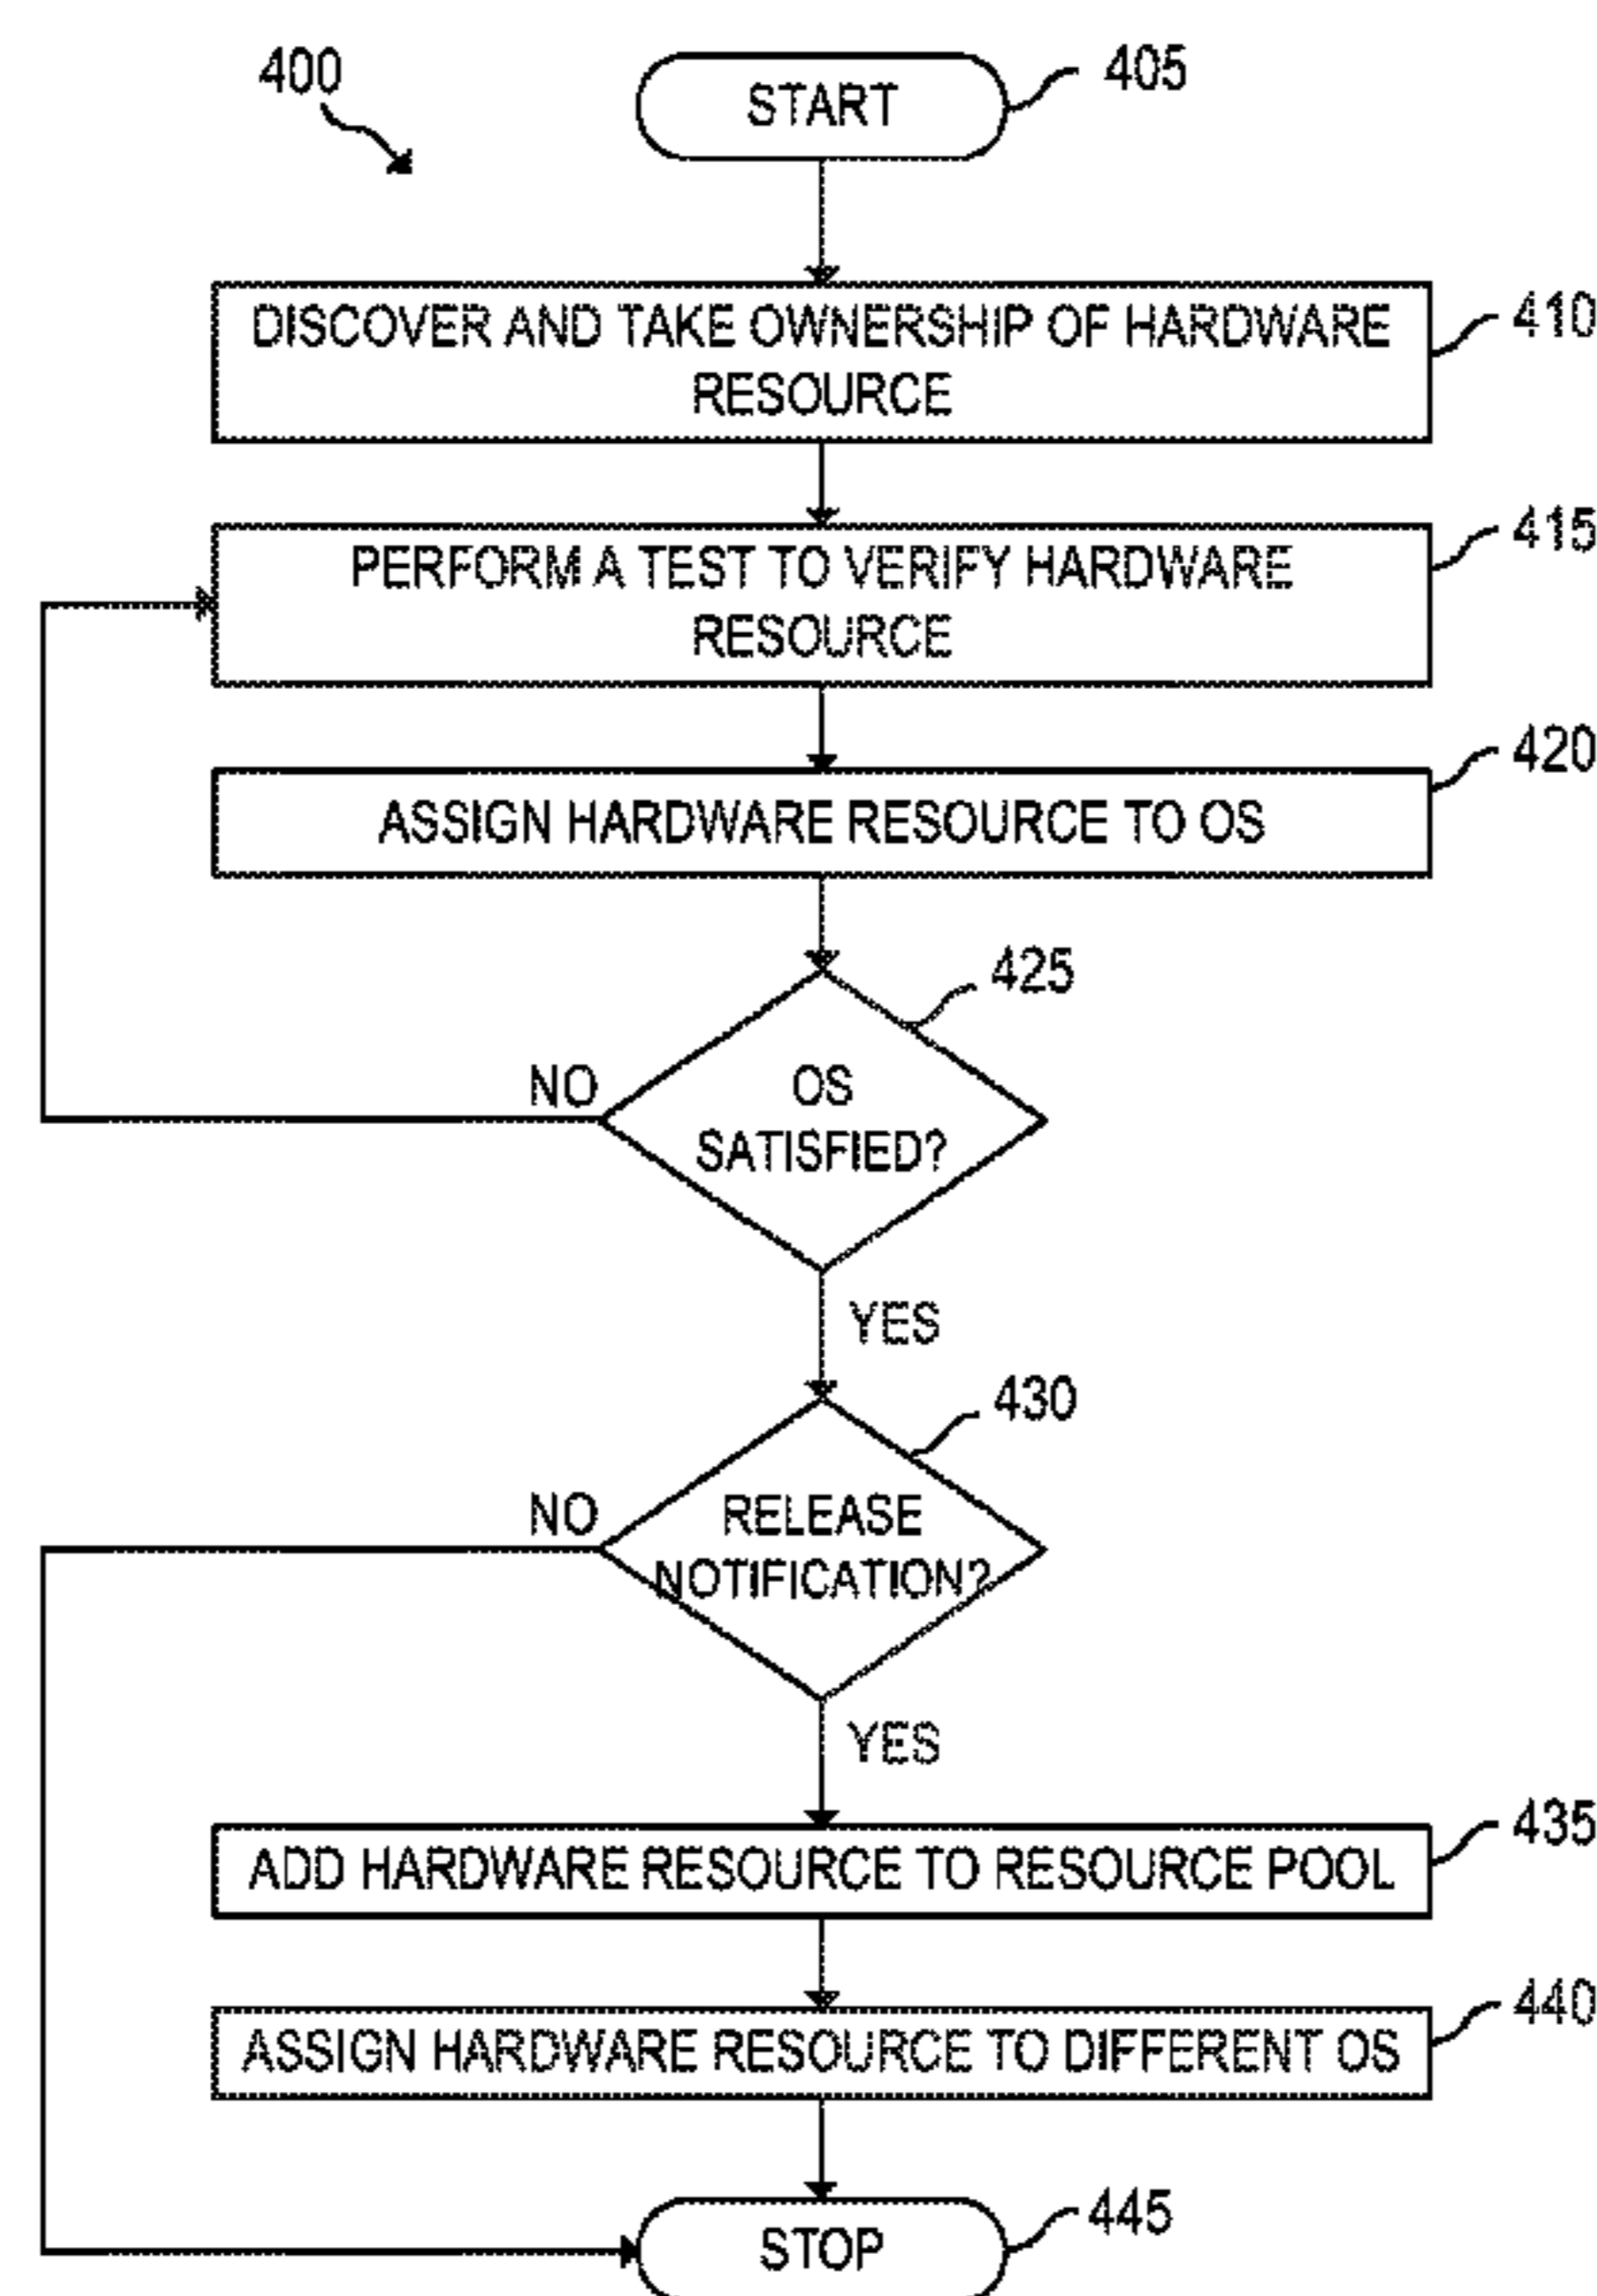 400
START
405
DISCOVER AND TAKE OWNERSHIP OF HARDWARE
RESOURCE
410
PERFORM A TEST TO VERIFY HARDWARE
RESOURCE
415
ASSIGN HARDWARE RESOURCE TO OS
420
425
OS
SATISFIED?
NO
YES
430
RELEASE
NOTIFICATION?
NO
YES
ADD HARDWARE RESOURCE TO RESOURCE POOL
435
ASSIGN HARDWARE RESOURCE TO DIFFERENT OS
440
STOP
445